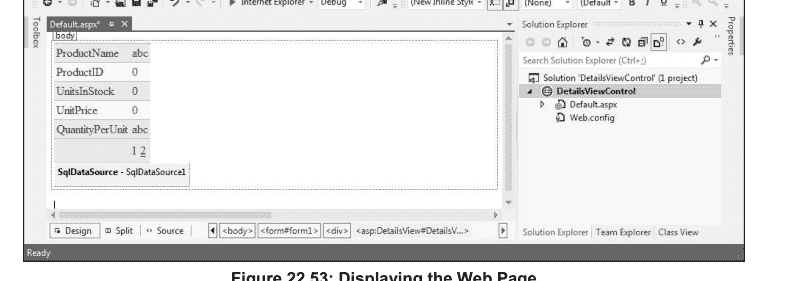 Internet Explorer Debug (New Inline Style (None) (Default B I U
Toolbox
Default.aspx*
body
ProductName abc
ProductID 0
UnitsInStock 0
UnitPrice 0
QuantityPerUnit abc
1 2
SqlDataSource - SqlDataSource1
Design Split Source <body> <form#form1> <div> <asp:DetailsView#DetailsV...>
Solution Explorer
Search Solution Explorer (Ctrl+;)
Solution 'DetailsViewControl' (1 project)
DetailsViewControl
Default.aspx
Web.config
Solution Explorer Team Explorer Class View
Properties
Ready
Figure 22.53: Displaying the Web Page